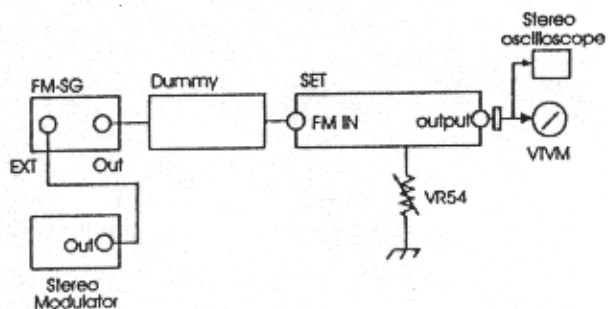 Stereo
oscilloscope
FM-SG
Dummy
SET
FM IN
output
EXT
Out
VTVM
VR54
Out
Stereo
Modulator